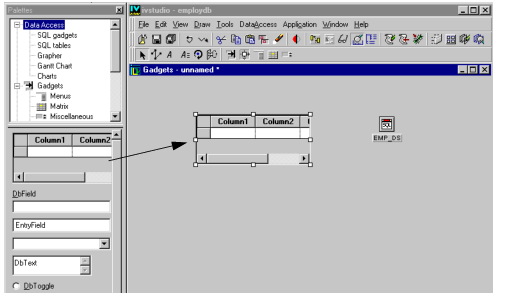 Palettes
Data Access
SQL gadgets
SQL tables
Grapher
Gantt Chart
Charts
Gadgets
Menus
Matrix
Miscellaneous
Column1 Column2
DbField
EntryField
DbText
DbToggle
ivstudio - employdb
File Edit View Draw Tools DataAccess Application Window Help
Gadgets - unnamed *
Column1 Column2
SQL
EMP_DS